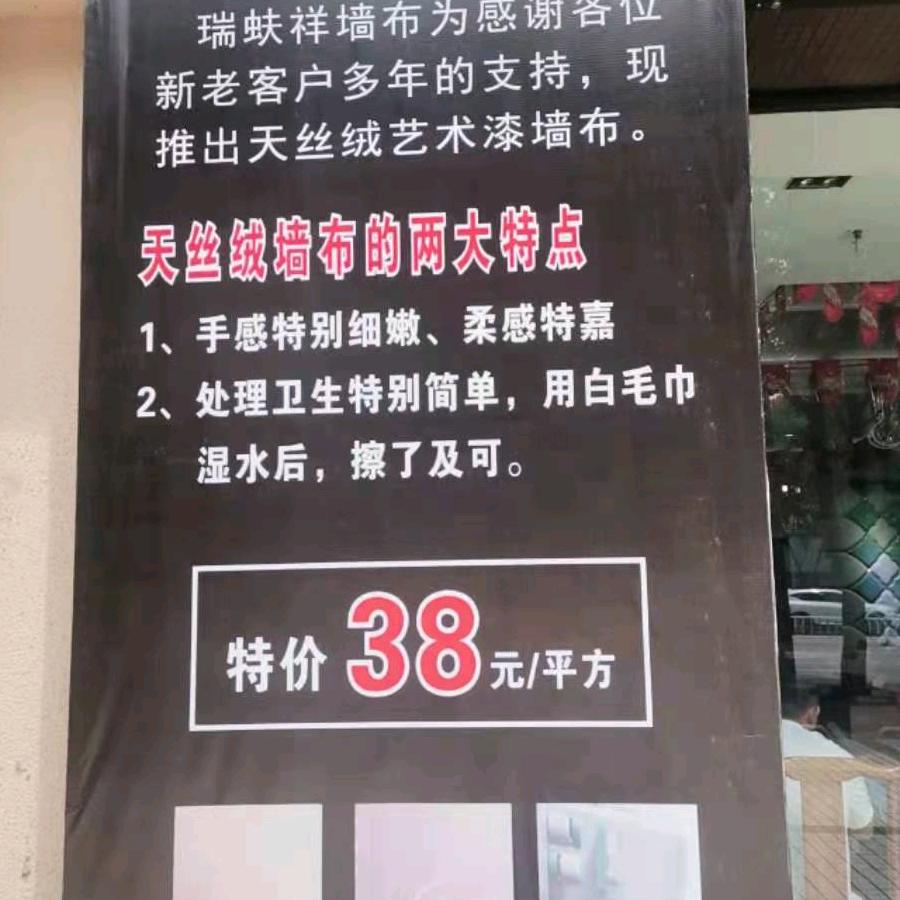 瑞蚨祥墙布为感谢各位
新老客户多年的支持，现
推出天丝绒艺术漆墙布。
天丝绒墙布的两大特点
1、手感特别细嫩、柔感特嘉
2、处理卫生特别简单，用白毛巾
湿水后，擦了及可。
特价38元/平方